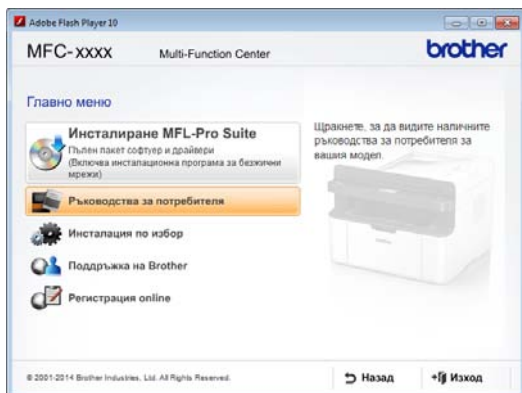 Adobe Flash Player 10
MFC-xxxx Multi-Function Center brother
Главно меню
Инсталиране MFL-Pro Suite
Пълен пакет софтуер и драйвери
(Включва инсталационна програма за безжични
мрежи)
Ръководства за потребителя
Инсталация по избор
Поддръжка на Brother
Регистрация online
Щракнете, за да видите наличните
ръководства за потребителя за
вашия модел.
© 2001-2014 Brother Industries, Ltd. All Rights Reserved.
Назад
Изход